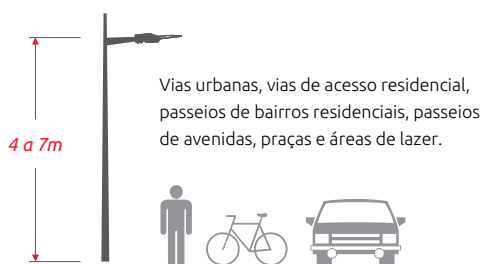 Vias urbanas, vias de acesso residencial,
passeios de bairros residenciais, passeios
de avenidas, praças e áreas de lazer.
4 a 7m